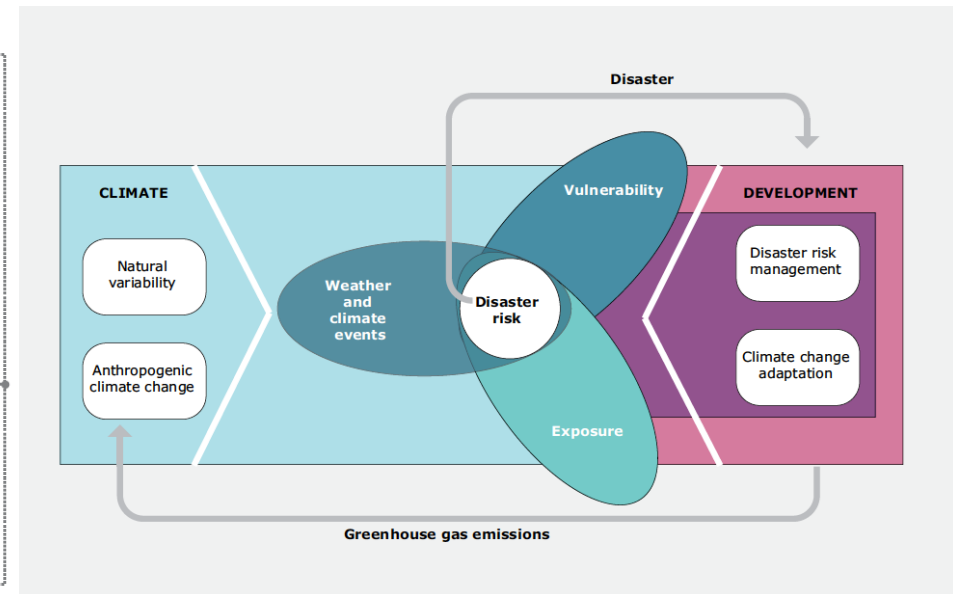 Disaster
CLIMATE
DEVELOPMENT
Vulnerability
Natural
variability
Disaster risk
management
Weather
and
climate
events
Disaster
risk
Anthropogenic
climate change
Climate change
adaptation
Exposure
Greenhouse gas emissions